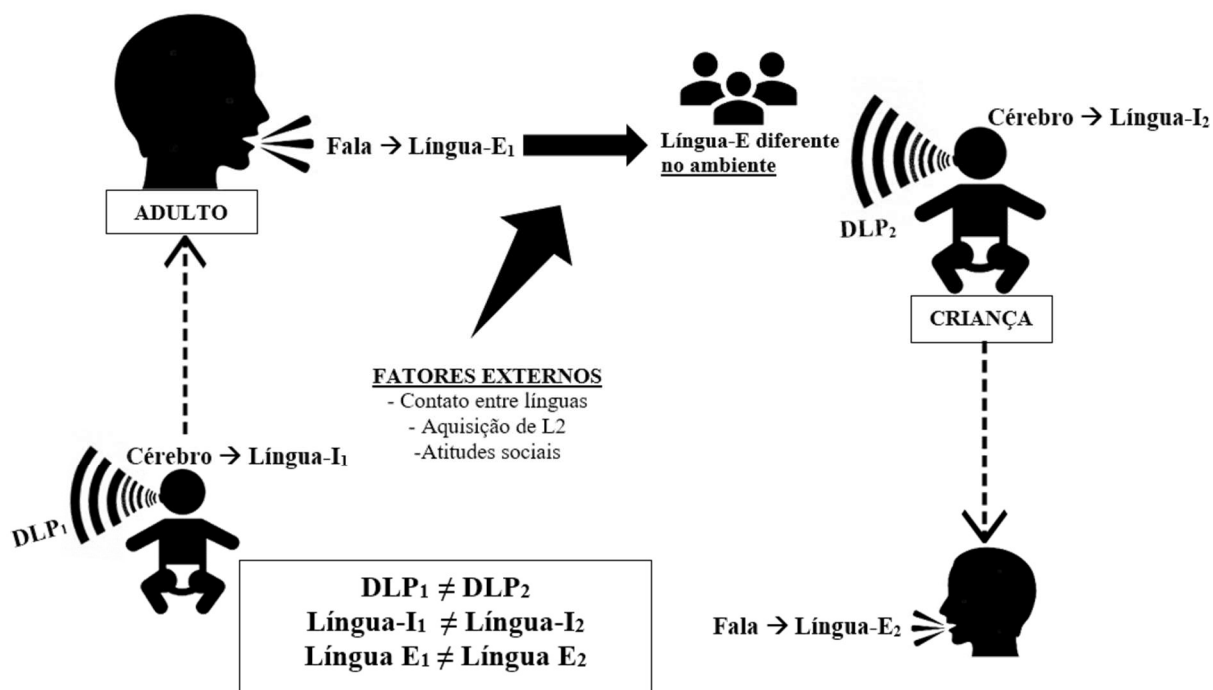 Fala → Língua-E₁
ADULTO
Língua-E diferente
no ambiente
Cérebro → Língua-I₂
DLP₂
CRIANÇA
FATORES EXTERNOS
- Contato entre línguas
- Aquisição de L2
-Atitudes sociais
Cérebro → Língua-I₁
DLP₁
DLP₁ ≠ DLP₂
Língua-I₁ ≠ Língua-I₂
Língua E₁ ≠ Língua E₂
Fala → Língua-E₂